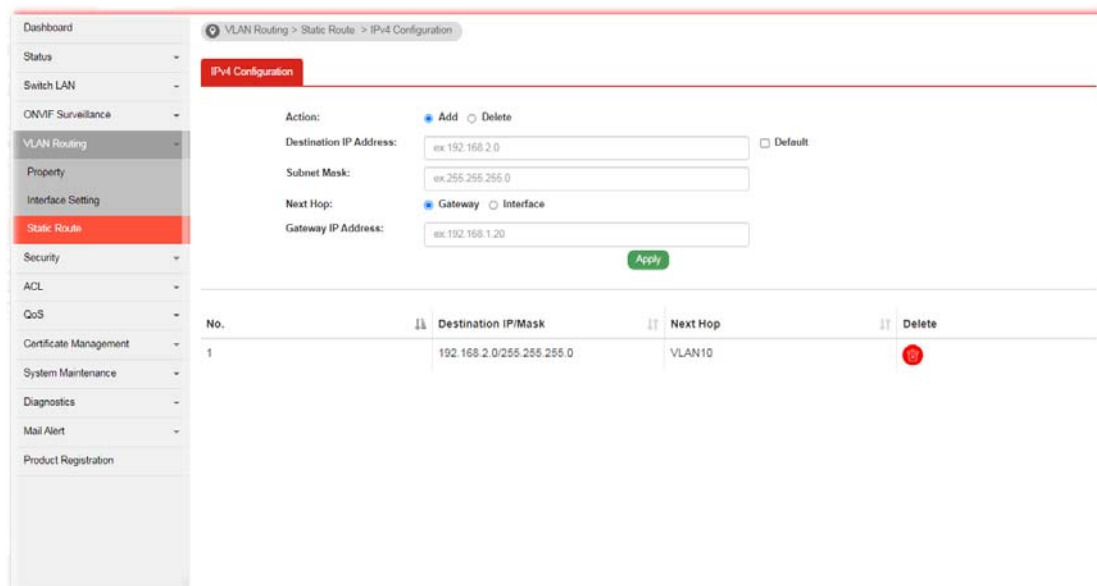 Dashboard
Status
Switch LAN
ONVIF Surveillance
VLAN Routing
Property
Interface Setting
Static Route
Security
ACL
QoS
Certificate Management
System Maintenance
Diagnostics
Mail Alert
Product Registration
VLAN Routing > Static Route > IPv4 Configuration
IPv4 Configuration
Action: Add Delete
Destination IP Address: ex:192.168.2.0 Default
Subnet Mask: ex:255.255.255.0
Next Hop: Gateway Interface
Gateway IP Address: ex:192.168.1.20
Apply
No. Destination IP/Mask Next Hop Delete
1 192.168.2.0/255.255.255.0 VLAN10